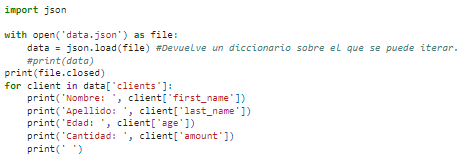 import json
with open('data.json') as file:
    data = json.load(file) #Devuelve un diccionario sobre el que se puede iterar.
    #print(data)
print(file.closed)
for client in data['clients']:
    print('Nombre: ', client['first_name'])
    print('Apellido: ', client['last_name'])
    print('Edad: ', client['age'])
    print('Cantidad: ', client['amount'])
    print(' ')